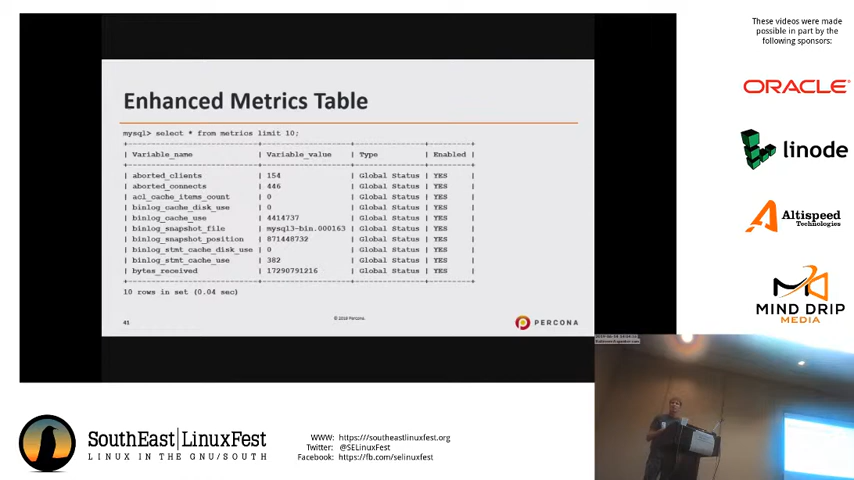 These videos were made
possible in part by the
following sponsors:
ORACLE
linode
Altispeed
Technologies
MIND DRIP
MEDIA
Enhanced Metrics Table
mysql> select * from metrics limit 10;
| Variable_name | Variable_value | Type | Enabled |
| aborted_clients | 154 | Global Status | YES |
| aborted_connects | 446 | Global Status | YES |
| acl_cache_items_count | 0 | Global Status | YES |
| binlog_cache_disk_use | 0 | Global Status | YES |
| binlog_cache_use | 4414737 | Global Status | YES |
| binlog_snapshot_file | mysql3-bin.000163 | Global Status | YES |
| binlog_snapshot_position | 871448732 | Global Status | YES |
| binlog_stmt_cache_disk_use | 0 | Global Status | YES |
| binlog_stmt_cache_use | 382 | Global Status | YES |
| bytes_received | 17290791216 | Global Status | YES |
10 rows in set (0.04 sec)
41
© 2018 Percona
PERCONA
SouthEast|LinuxFest
LINUX IN THE GNU/SOUTH
WWW: https://southeastlinuxfest.org
Twitter: @SELinuxFest
Facebook: https://fb.com/selinuxfest